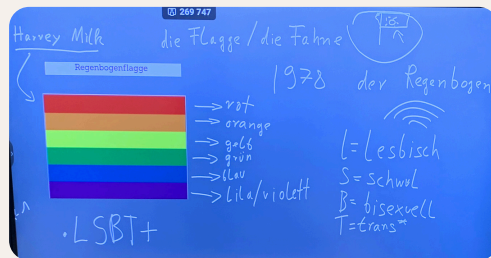 269 747
Harvey Milk
die Flagge / die Fahne
Regenbogenflagge
1978 der Regenbogen
rot
orange
gelb
grün
blau
Lila/violett
L=Lesbisch
S=schwul
B=bisexuell
T=trans*
.LSBT+